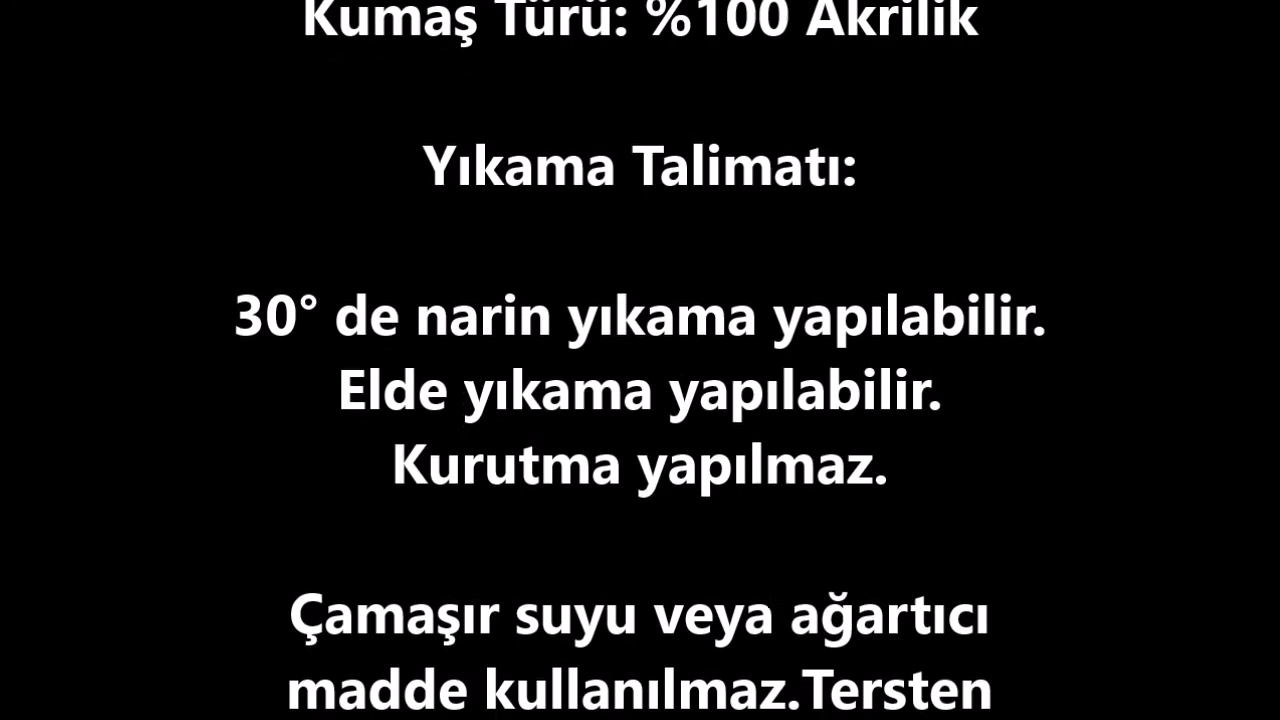 Kumaş Türü: %100 Akrilik
Yıkama Talimatı:
30° de narin yıkama yapılabilir.
Elde yıkama yapılabilir.
Kurutma yapılmaz.
Çamaşır suyu veya ağartıcı
madde kullanılmaz.Tersten